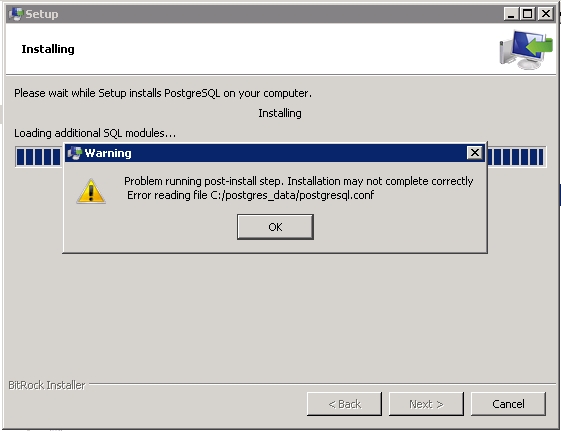 Setup
Installing
Please wait while Setup installs PostgreSQL on your computer.
Installing
Loading additional SQL modules...
Warning
Problem running post-install step. Installation may not complete correctly
Error reading file C:/postgres_data/postgresql.conf
OK
BitRock Installer
< Back
Next >
Cancel